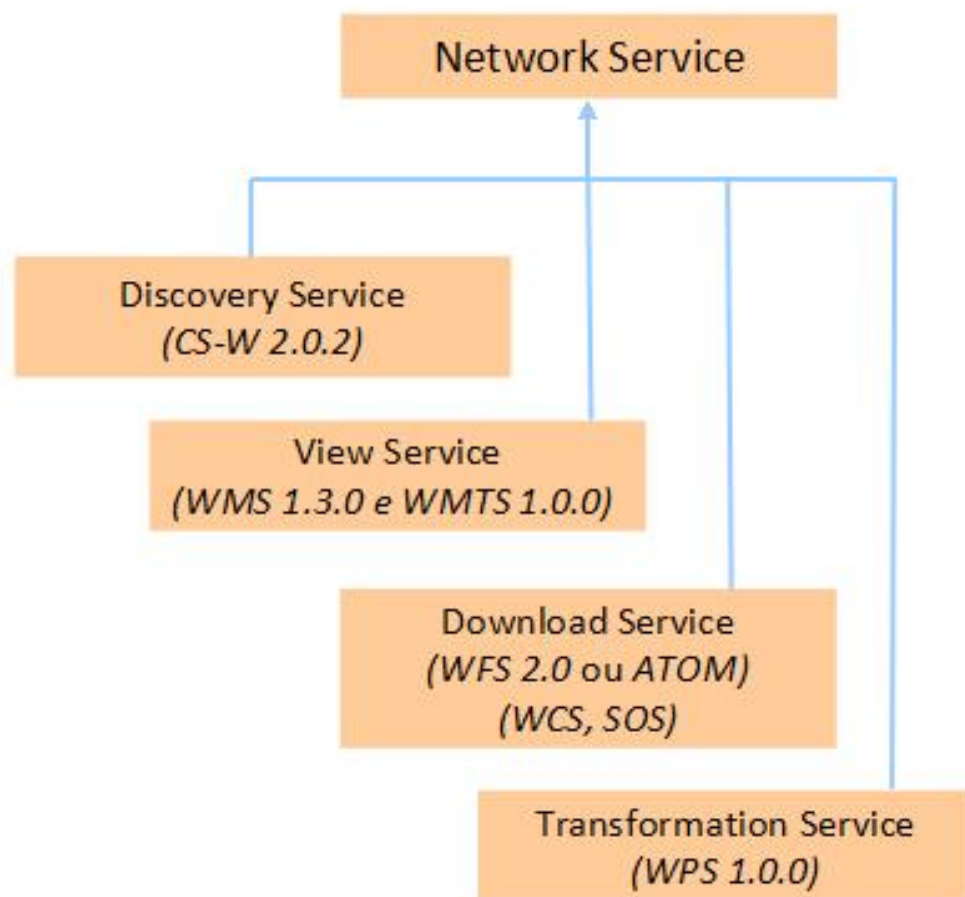 Network Service
Discovery Service
(CS-W 2.0.2)
View Service
(WMS 1.3.0 e WMTS 1.0.0)
Download Service
(WFS 2.0 ou ATOM)
(WCS, SOS)
Transformation Service
(WPS 1.0.0)